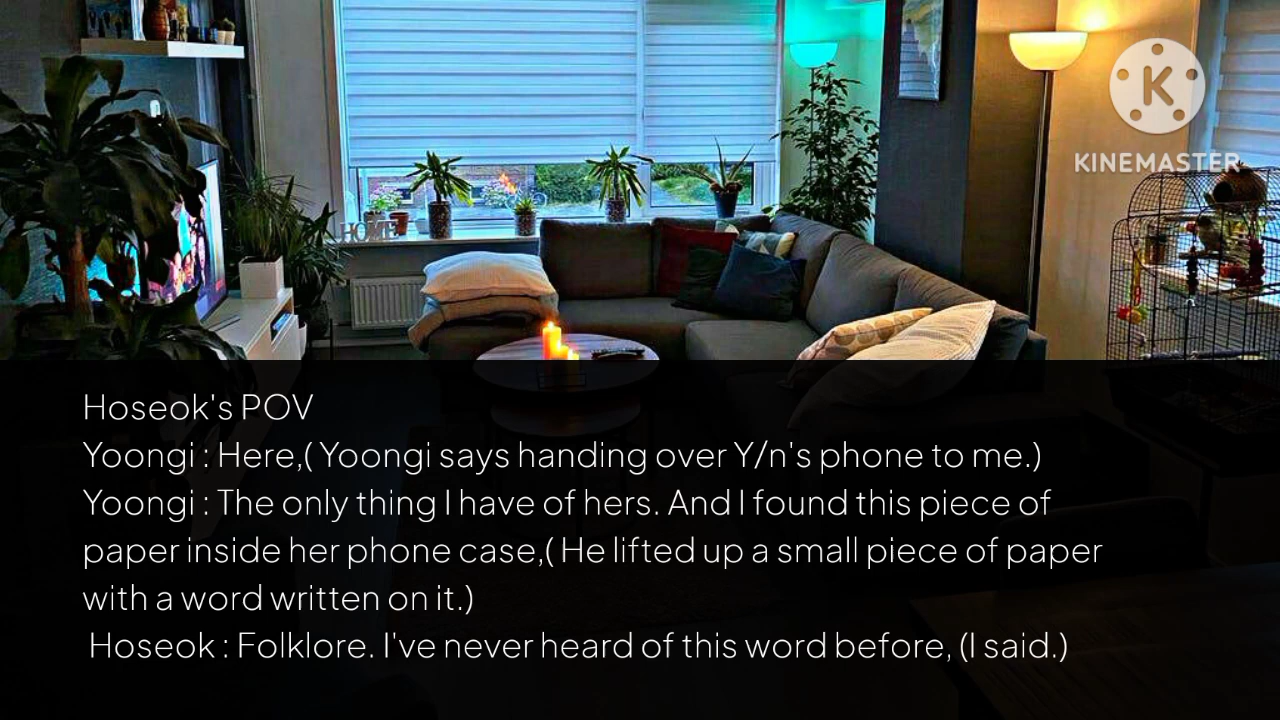 KINEMASTER
HOME
Hoseok's POV
Yoongi : Here,( Yoongi says handing over Y/n's phone to me.)
Yoongi : The only thing I have of hers. And I found this piece of
paper inside her phone case,( He lifted up a small piece of paper
with a word written on it.)
Hoseok : Folklore. I've never heard of this word before, (I said.)